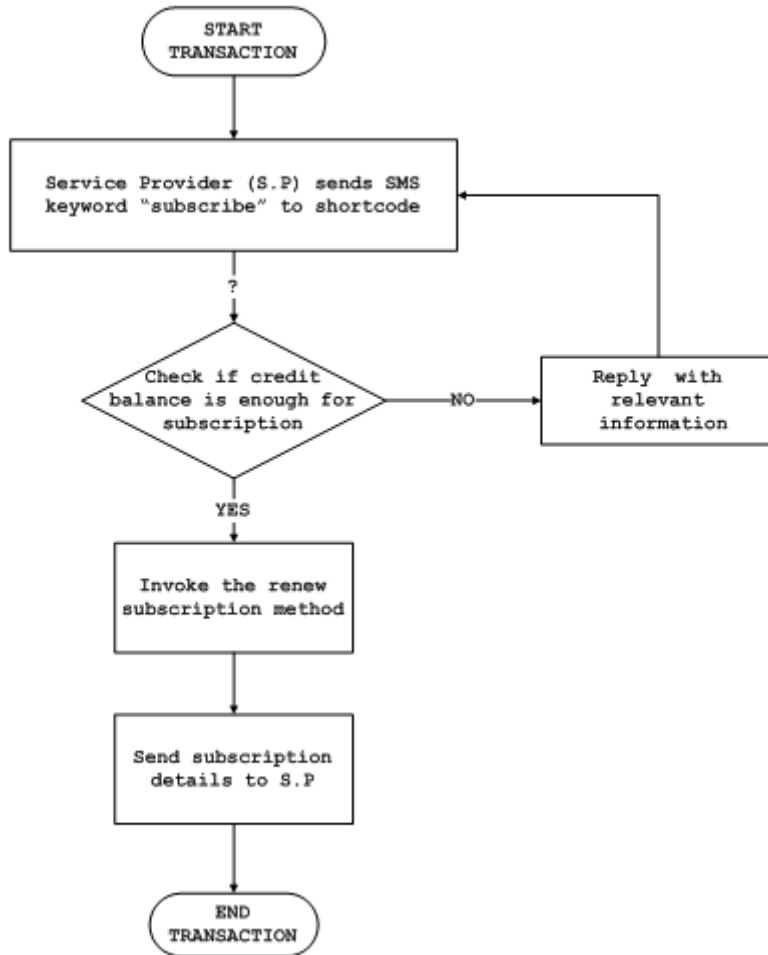 START
TRANSACTION
Service Provider (S.P) sends SMS
keyword “subscribe” to shortcode
?
Check if credit
balance is enough for
subscription
NO
Reply with
relevant
information
YES
Invoke the renew
subscription method
Send subscription
details to S.P
END
TRANSACTION